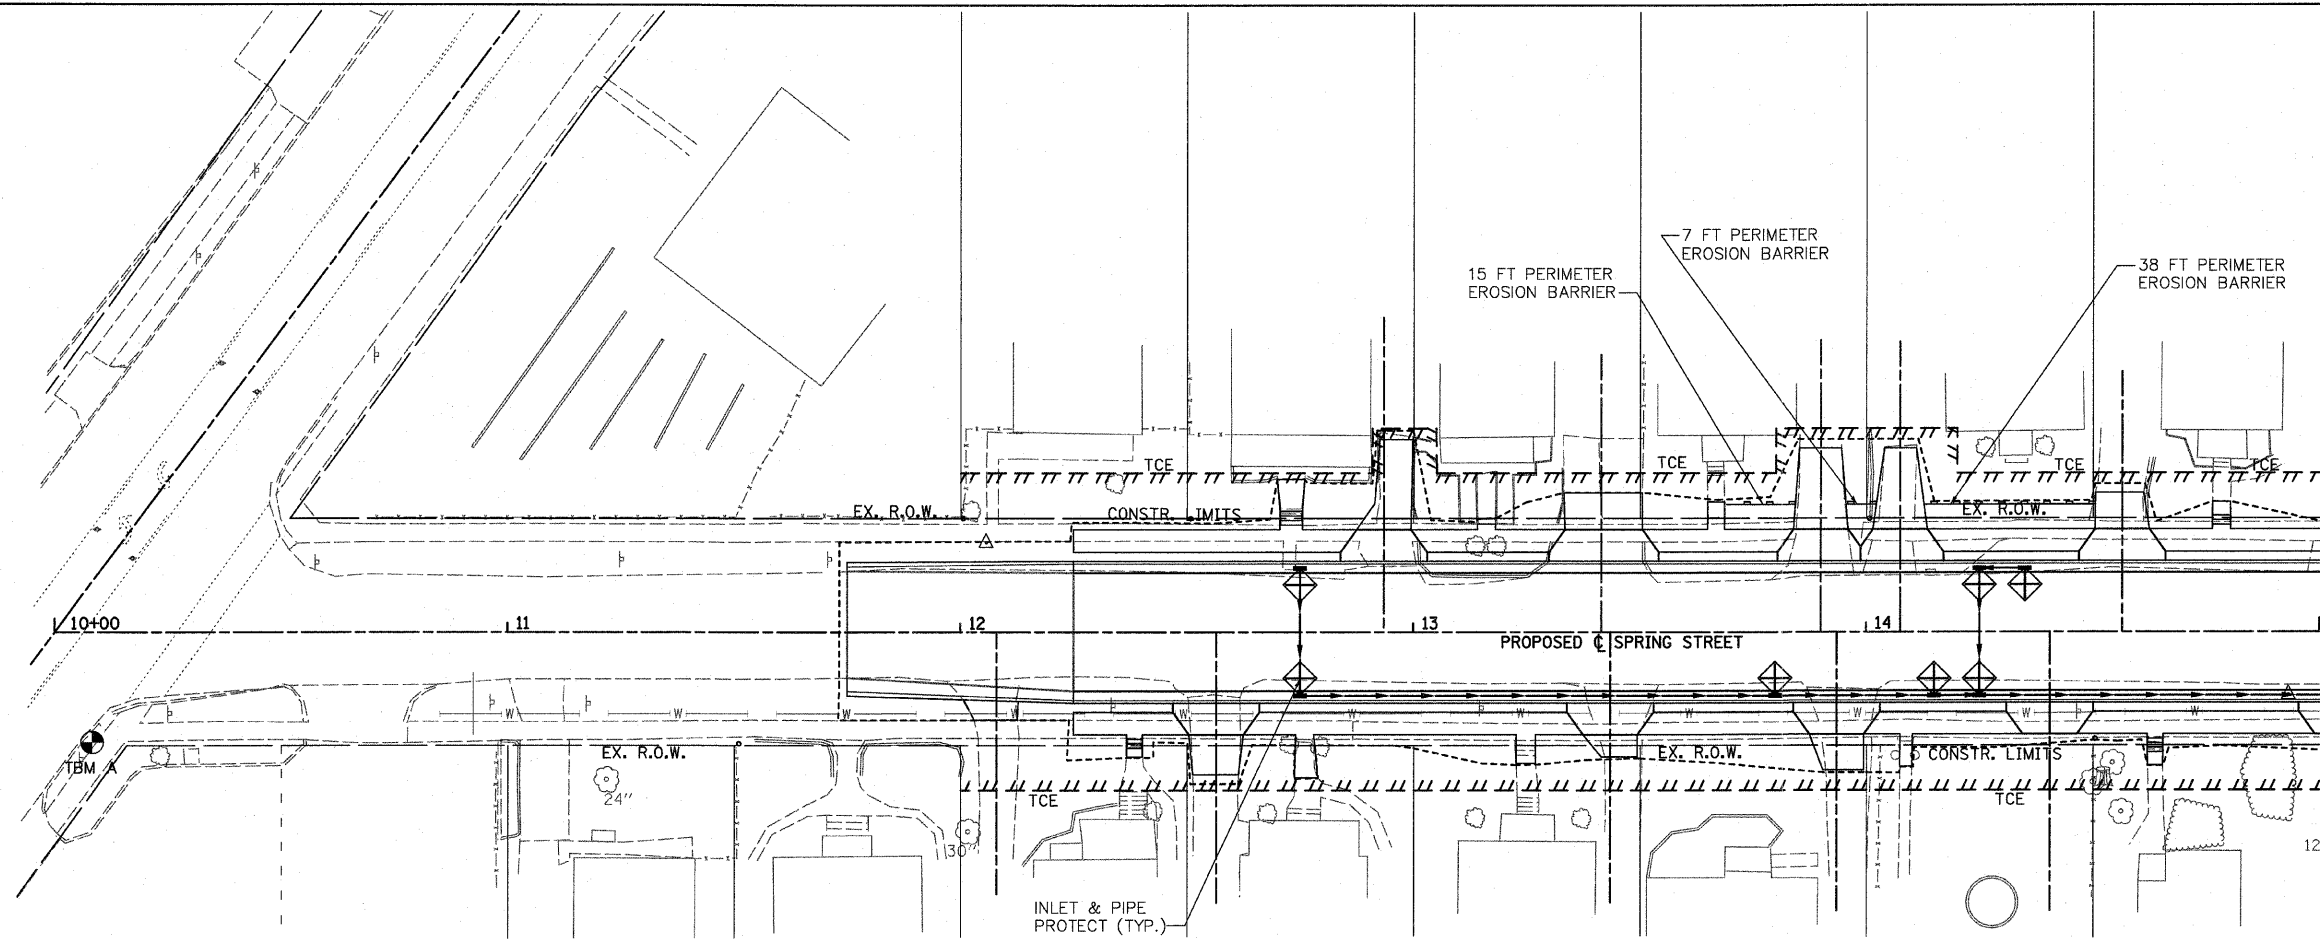 7 FT PERIMETER
EROSION BARRIER
15 FT PERIMETER
EROSION BARRIER
38 FT PERIMETER
EROSION BARRIER
TCE
TCE
TCE
TCE
EX. R.O.W.
CONSTR. LIMITS
EX. R.O.W.
10+00
11
12
13
14
PROPOSED ℄ SPRING STREET
W
W
W
W
W
W
W
W
W
W
W
TBM A
EX. R.O.W.
EX. R.O.W.
CONSTR. LIMITS
24"
TCE
TCE
30"
12
INLET & PIPE
PROTECT (TYP.)